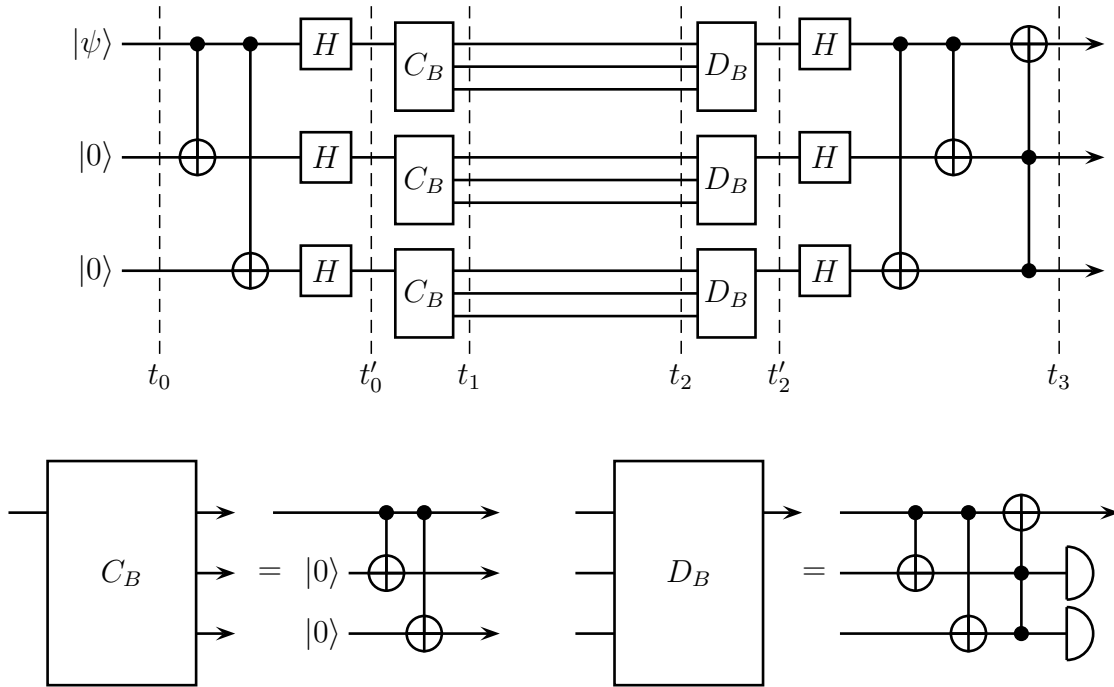 |ψ⟩ H C_B D_B H
|0⟩ H C_B D_B H
|0⟩ H C_B D_B H
t_0 t'_0 t_1 t_2 t'_2 t_3
C_B = |0⟩ D_B =
|0⟩